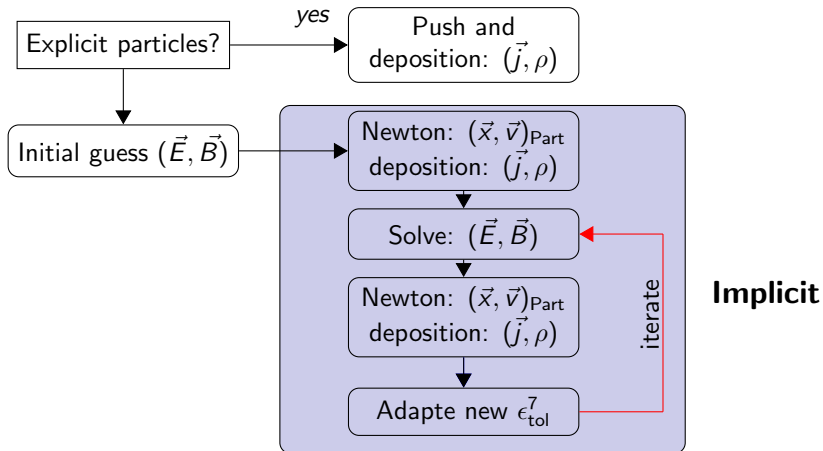 yes
Explicit particles?
Push and
deposition: (j⃗, ρ)
Initial guess (E⃗, B⃗)
Newton: (x⃗, v⃗)Part
deposition: (j⃗, ρ)
Solve: (E⃗, B⃗)
Newton: (x⃗, v⃗)Part
deposition: (j⃗, ρ)
Adapte new ϵ⁷tol
iterate
Implicit